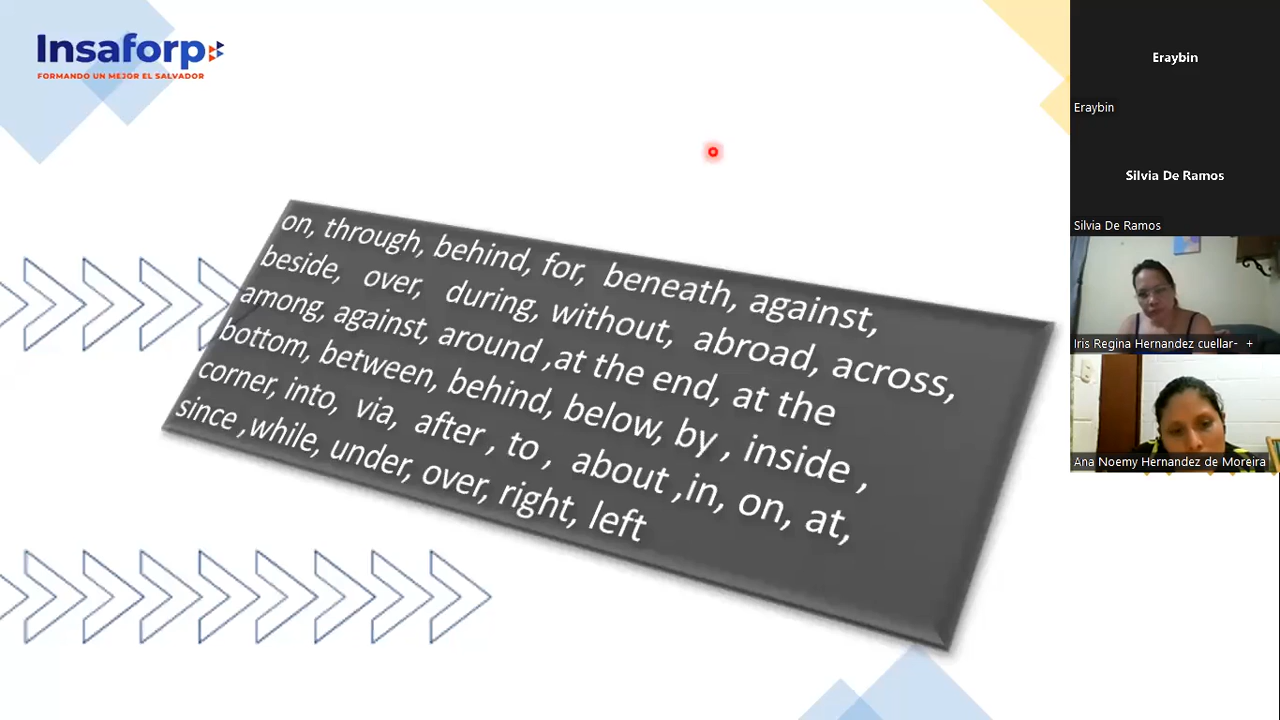 Insaforp
FORMANDO UN MEJOR EL SALVADOR
on, through, behind, for, beneath, against,
beside, over, during, without, abroad, across,
among, against, around ,at the end, at the
bottom, between, behind, below, by , inside ,
corner, into, via, after , to , about ,in, on, at,
since ,while, under, over, right, left
Eraybin
Eraybin
Silvia De Ramos
Silvia De Ramos
Iris Regina Hernandez cuellar- +
Ana Noemy Hernandez de Moreira